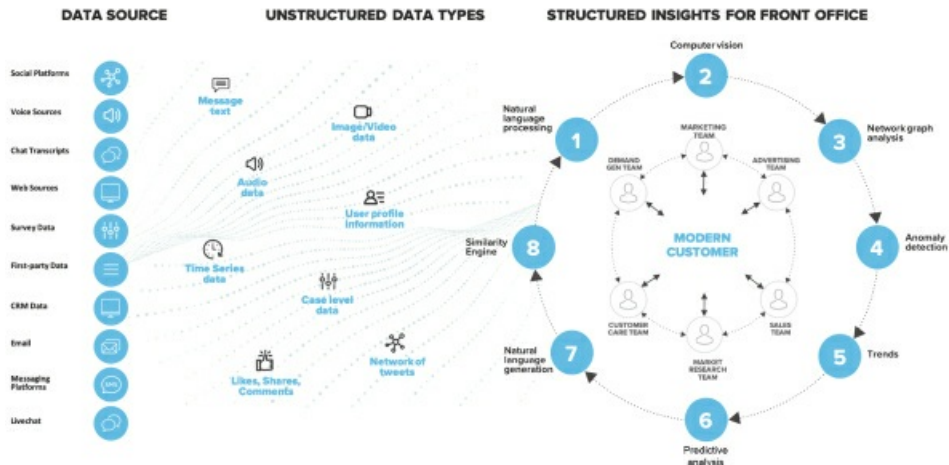 DATA SOURCE
UNSTRUCTURED DATA TYPES
STRUCTURED INSIGHTS FOR FRONT OFFICE
Social Platforms
Voice Sources
Chat Transcripts
Web Sources
Survey Data
First-party Data
CRM Data
Email
Messaging
Platforms
SMS
Livechat
Message
text
Image/Video
data
Audio
data
User profile
information
Time Series
data
Case level
data
Likes, Shares,
Comments
Network of
tweets
Natural
language
processing
1
Computer vision
2
3
Network graph
analysis
4
Anomaly
detection
5
Trends
6
Predictive
analysis
Natural
language
generation
7
Similarity
Engine
8
MARKETING
TEAM
DEMAND
GEN TEAM
ADVERTISING
TEAM
MODERN
CUSTOMER
CUSTOMER
CARE TEAM
MARKET
RESEARCH
TEAM
SALES
TEAM